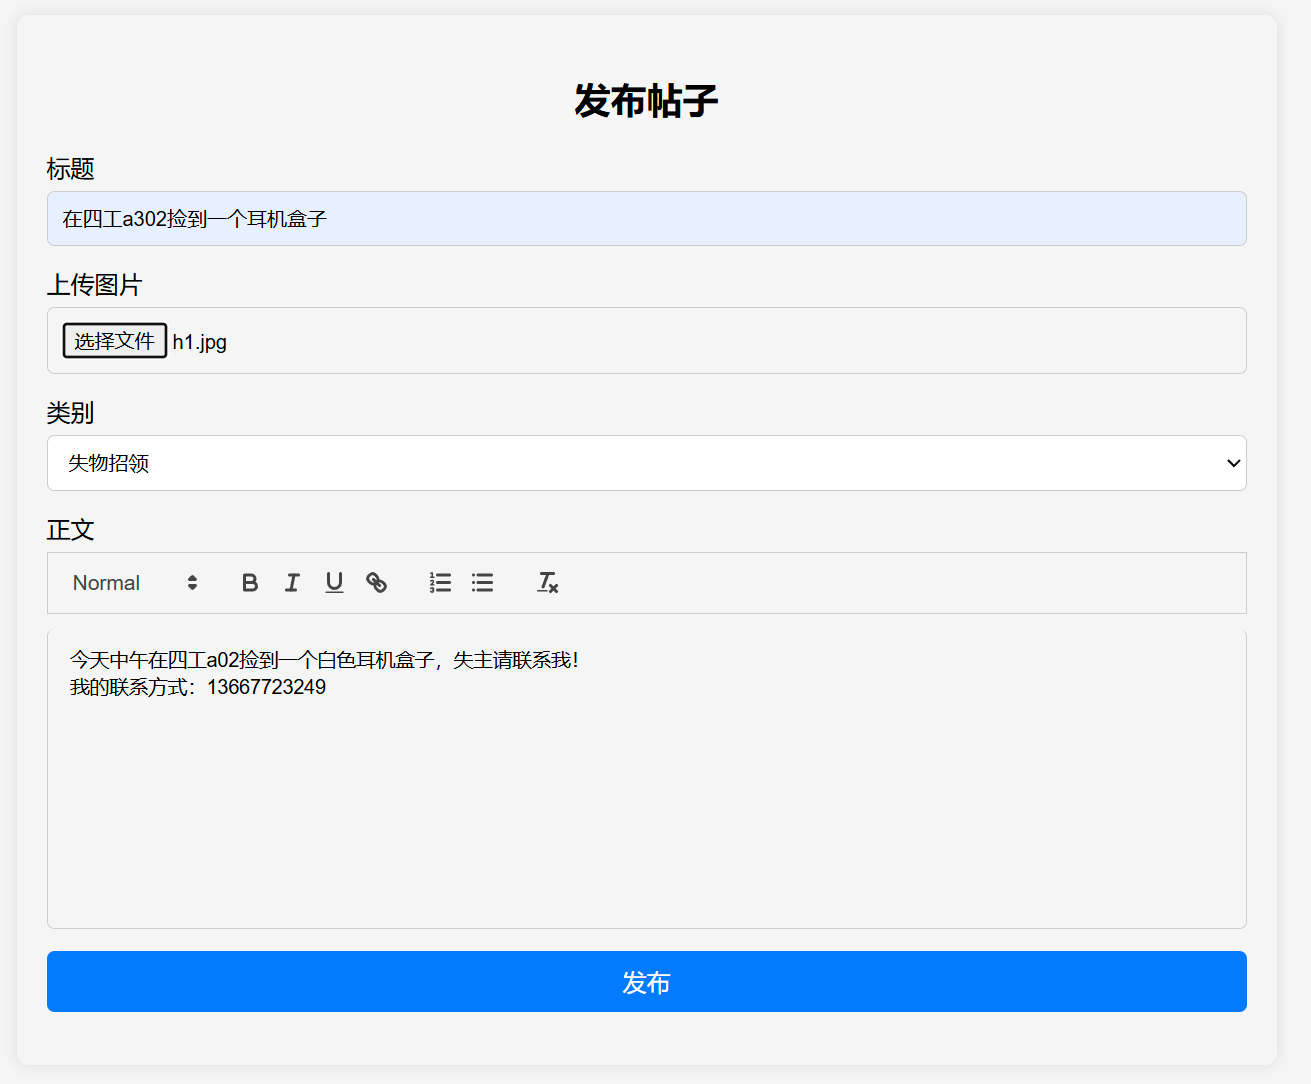 发布帖子
标题
在四工a302捡到一个耳机盒子
上传图片
选择文件 h1.jpg
类别
失物招领
正文
Normal
今天中午在四工a02捡到一个白色耳机盒子，失主请联系我！
我的联系方式：13667723249
发布